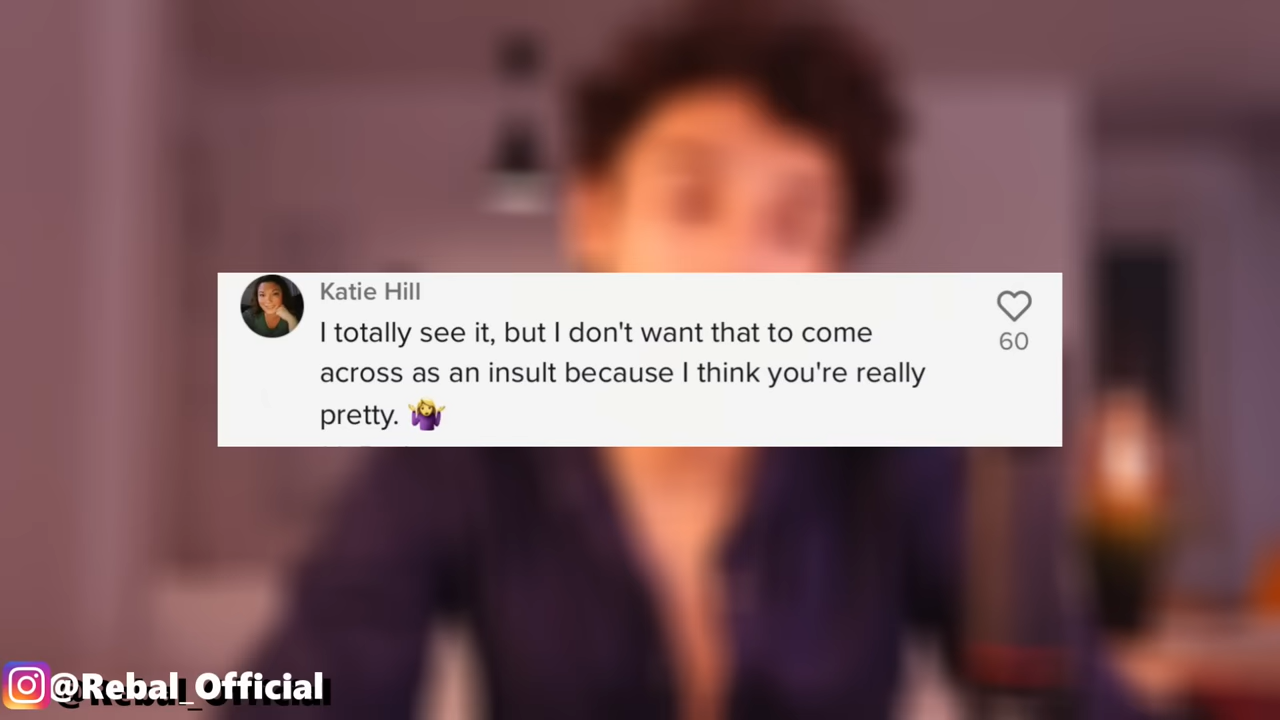 Katie Hill
I totally see it, but I don't want that to come
across as an insult because I think you're really
pretty. 🤷‍♀️
60
@Rebal_Official